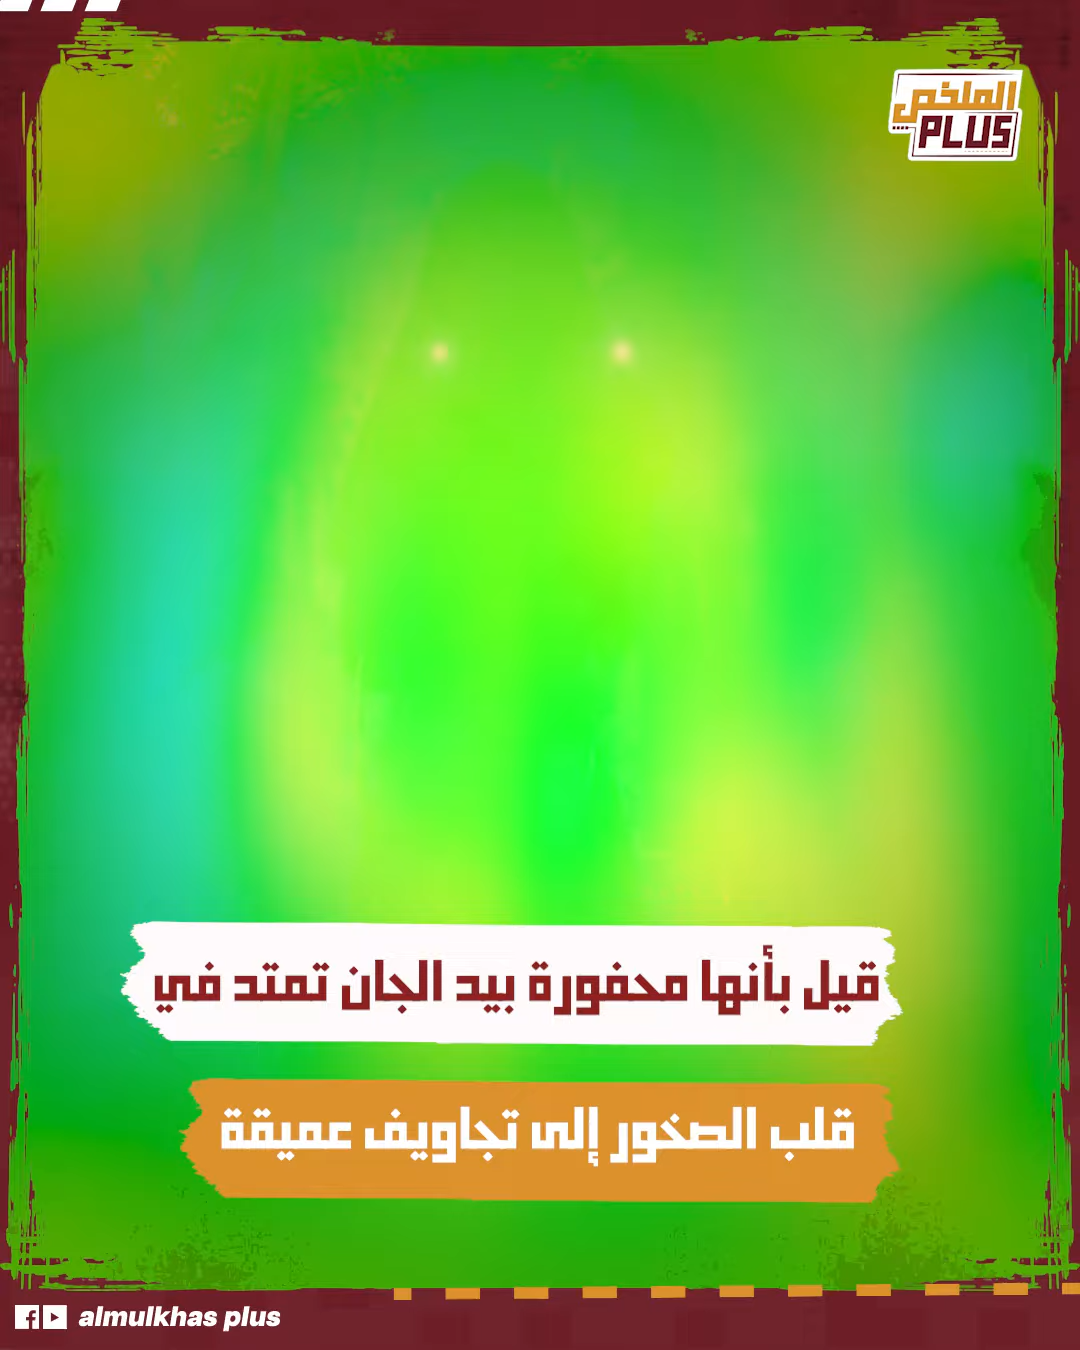 الملخص
PLUS
قيل بأنها محفورة بيد الجان تمتد في
قلب الصخور إلى تجاويف عميقة
almulkhas plus